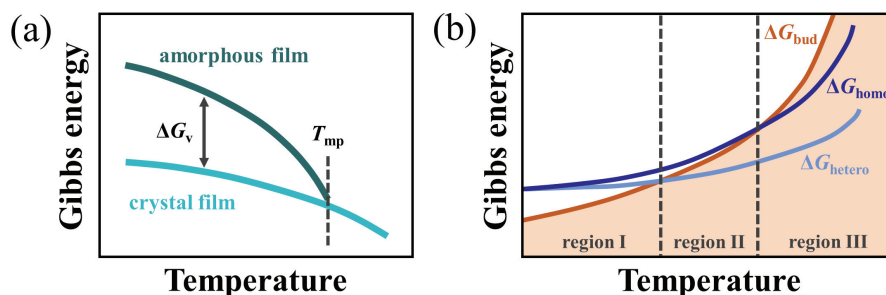 (a)
Gibbs energy
amorphous film
ΔGv
Tmp
crystal film
Temperature
(b)
Gibbs energy
ΔGbud
ΔGhomo
ΔGhetero
region I
region II
region III
Temperature